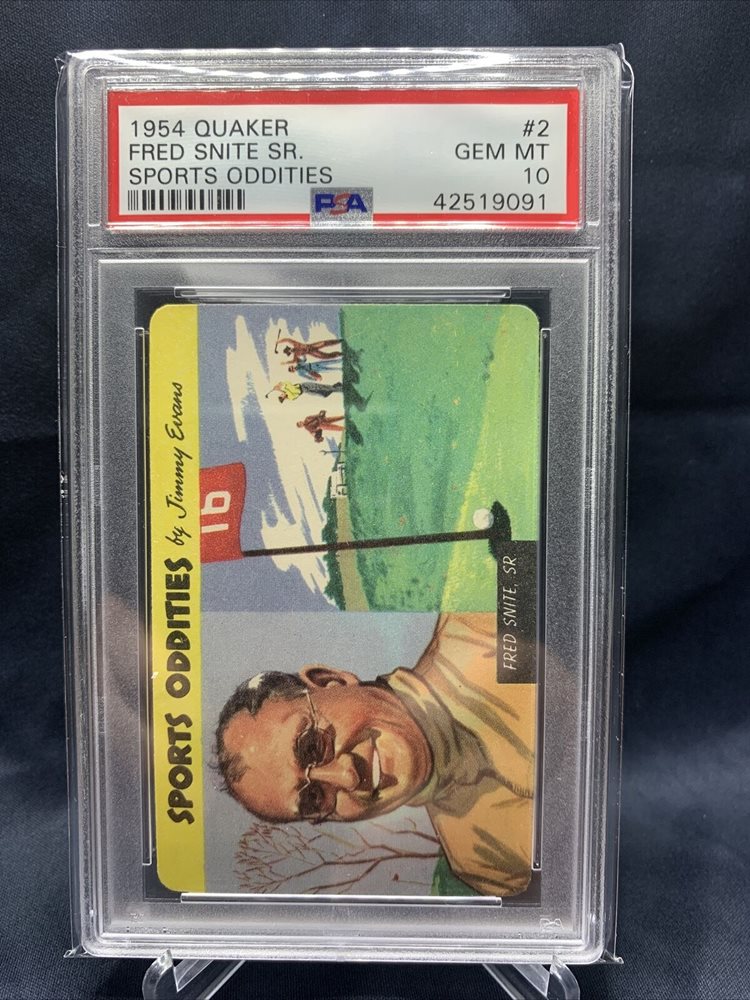 1954 QUAKER #2
FRED SNITE SR. GEM MT
SPORTS ODDITIES 10
PSA 42519091
SPORTS ODDITIES by Jimmy Evans
16
FRED SNITE, SR